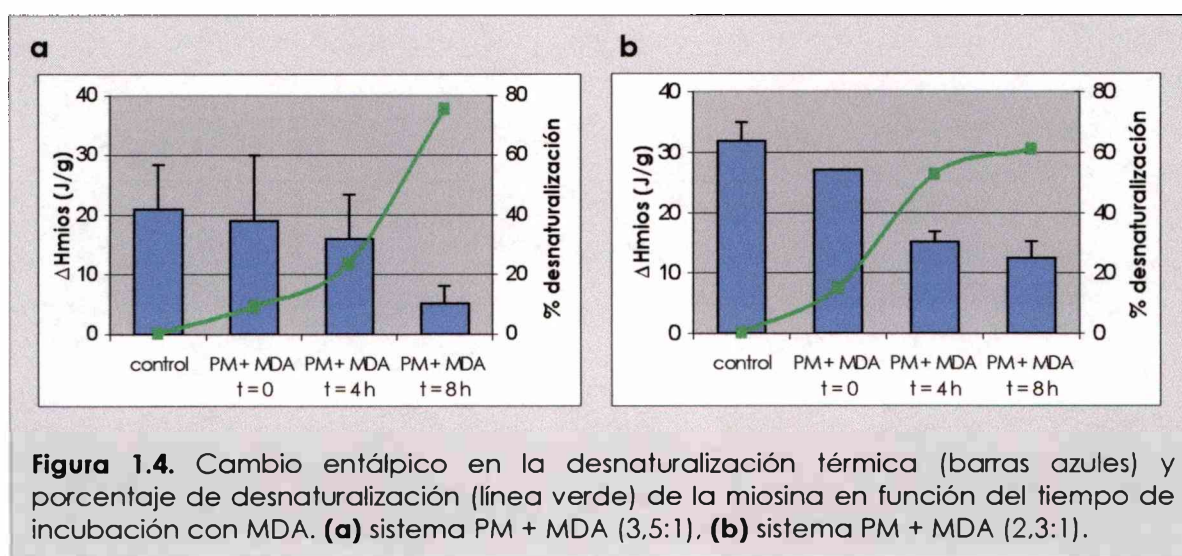 a
40
30
20
10
0
ΔHmios (J/g)
80
60
40
20
0
% desnaturalización
control PM + MDA PM + MDA PM + MDA
t = 0 t = 4 h t = 8 h
b
40
30
20
10
0
ΔHmios (J/g)
80
60
40
20
0
% desnaturalización
control PM + MDA PM + MDA PM + MDA
t = 0 t = 4 h t = 8 h
Figura 1.4. Cambio entálpico en la desnaturalización térmica (barras azules) y
porcentaje de desnaturalización (línea verde) de la miosina en función del tiempo de
incubación con MDA. (a) sistema PM + MDA (3,5:1), (b) sistema PM + MDA (2,3:1).